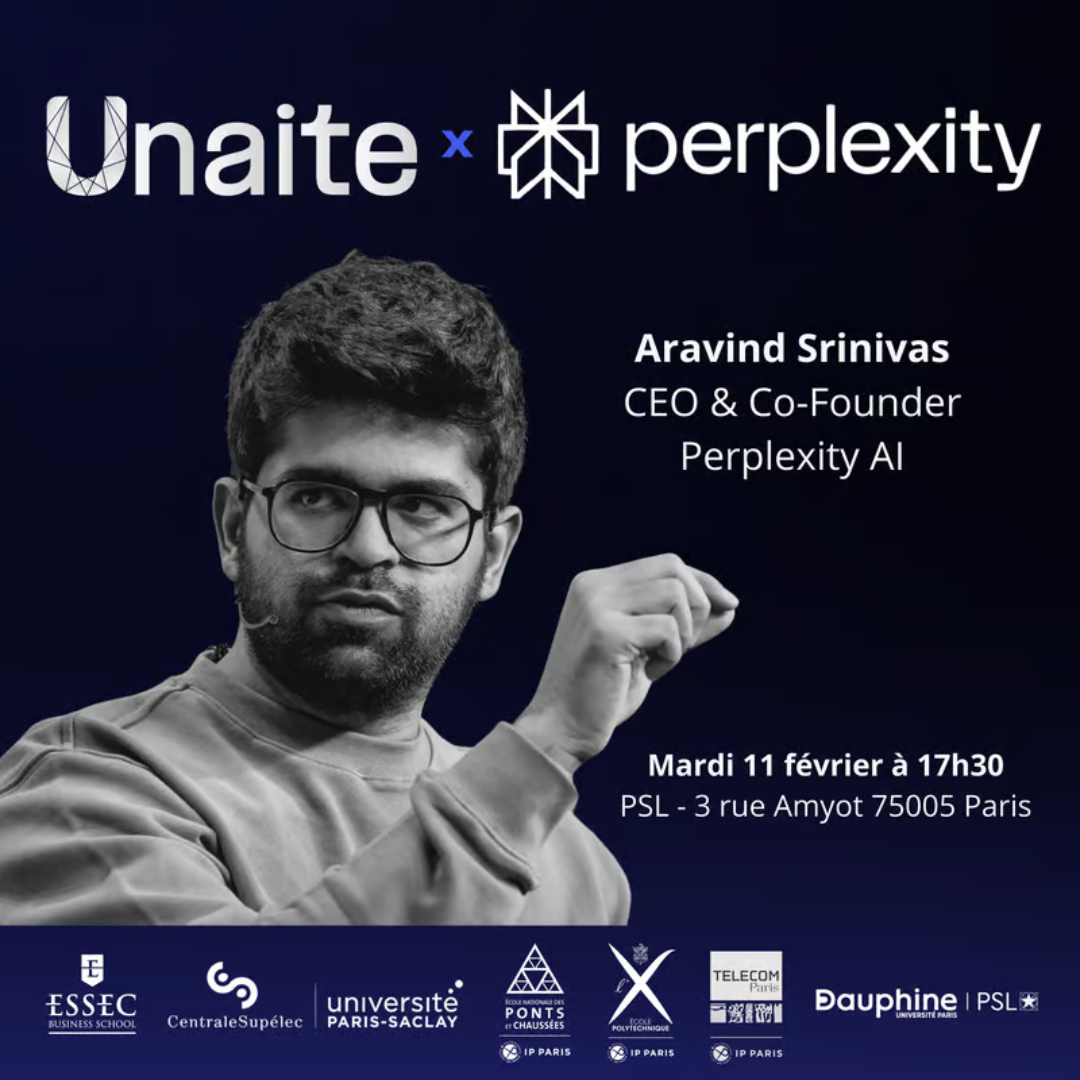 Unaite x perplexity
Aravind Srinivas
CEO & Co-Founder
Perplexity AI
Mardi 11 février à 17h30
PSL - 3 rue Amyot 75005 Paris
E
ESSEC
BUSINESS SCHOOL
CentraleSupélec
université
PARIS-SACLAY
ÉCOLE NATIONALE DES
PONTS
et CHAUSSÉES
IP PARIS
l'X
ÉCOLE
POLYTECHNIQUE
IP PARIS
TELECOM
Paris
IP PARIS
Dauphine | PSL
UNIVERSITÉ PARIS